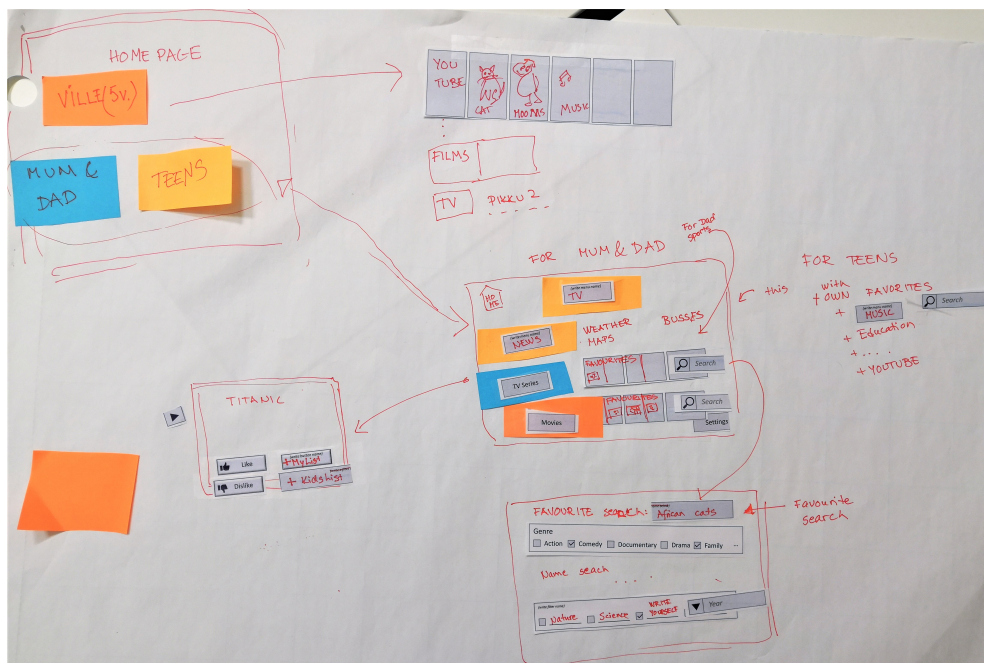 HOME PAGE
VILLE (5v.)
MUM &
DAD
TEENS
YOU
TUBE
CAT
MUSIC
FILMS
TV
PIKKU 2
FOR MUM & DAD
For Dad
sports
HO
ME
TV
NEWS
WEATHER
MAPS
BUSSES
TV Series
FAVOURITES
Search
Movies
FAVOURITES
Search
Settings
this
FOR TEENS
with
+ OWN FAVORITES
+ MUSIC
Search
+ Education
+ ....
+ YOUTUBE
TITANIC
Like
+ My List
Dislike
+ Kids list
FAVOURITE search: African cats
Favourite
search
Genre
Action Comedy Documentary Drama Family ...
Name seach
. . . .
Nature Science WRITE
YOURSELF
Year